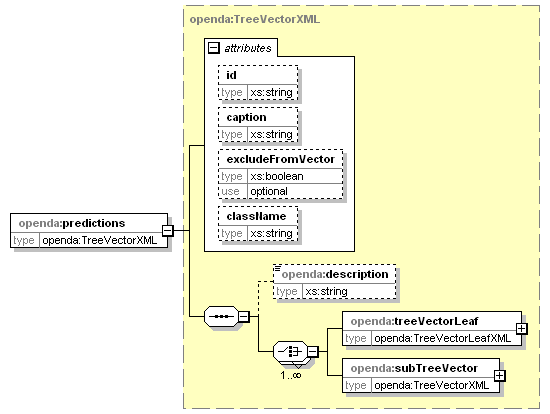 openda:TreeVectorXML
attributes
id
type xs:string
caption
type xs:string
excludeFromVector
type xs:boolean
use optional
className
type xs:string
openda:predictions
type openda:TreeVectorXML
openda:description
type xs:string
openda:treeVectorLeaf
type openda:TreeVectorLeafXML
1..∞
openda:subTreeVector
type openda:TreeVectorXML